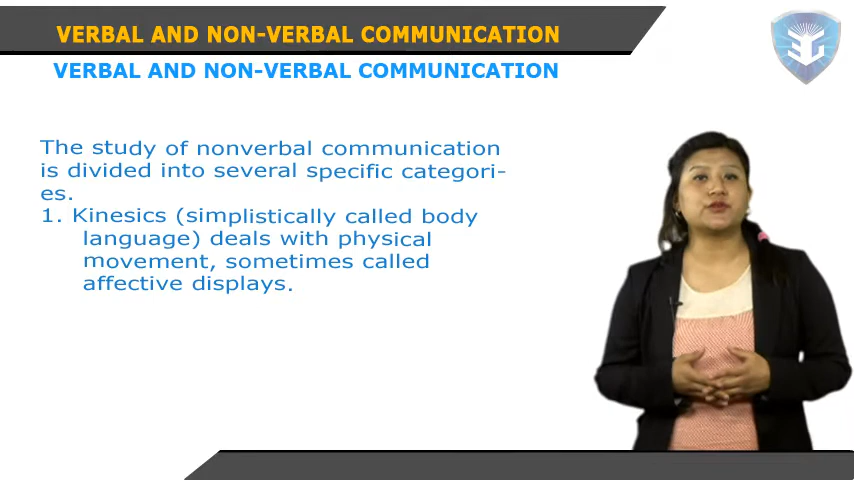 VERBAL AND NON-VERBAL COMMUNICATION
VERBAL AND NON-VERBAL COMMUNICATION
The study of nonverbal communication
is divided into several specific categori-
es.
1. Kinesics (simplistically called body
language) deals with physical
movement, sometimes called
affective displays.